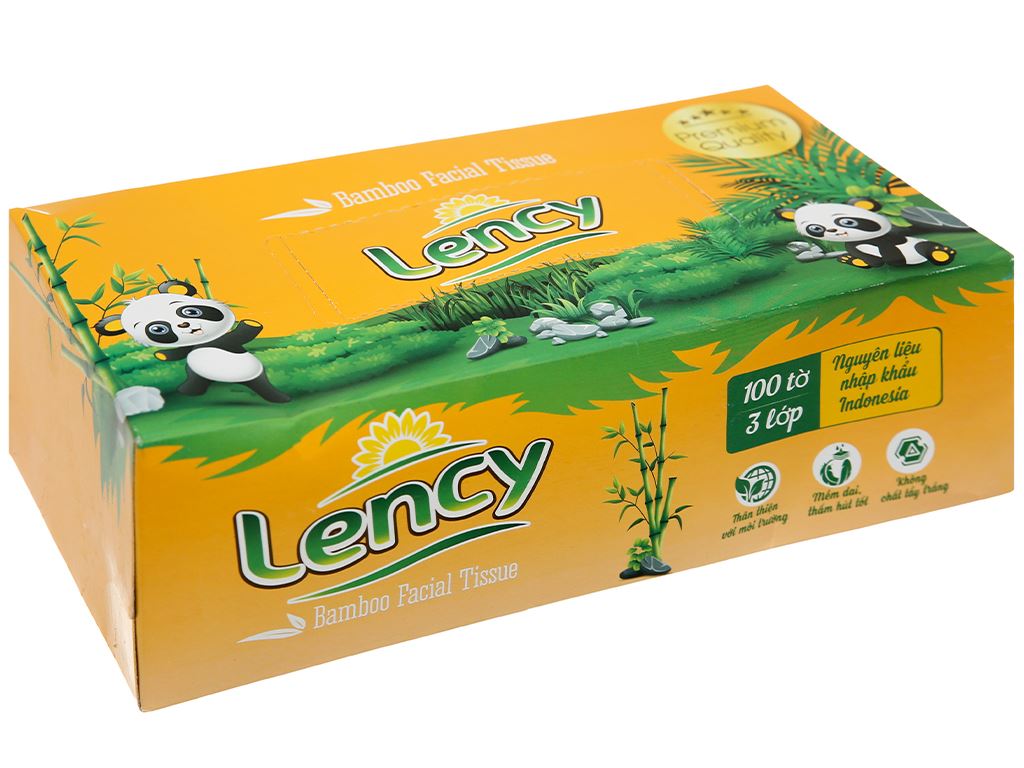 Premium
Quality
Bamboo Facial Tissue
Lency
100 tờ
3 lớp
Nguyên liệu
nhập khẩu
Indonesia
Lency
Bamboo Facial Tissue
Thân thiện
với môi trường
Mềm dai,
thấm hút tốt
Không
chất tẩy trắng